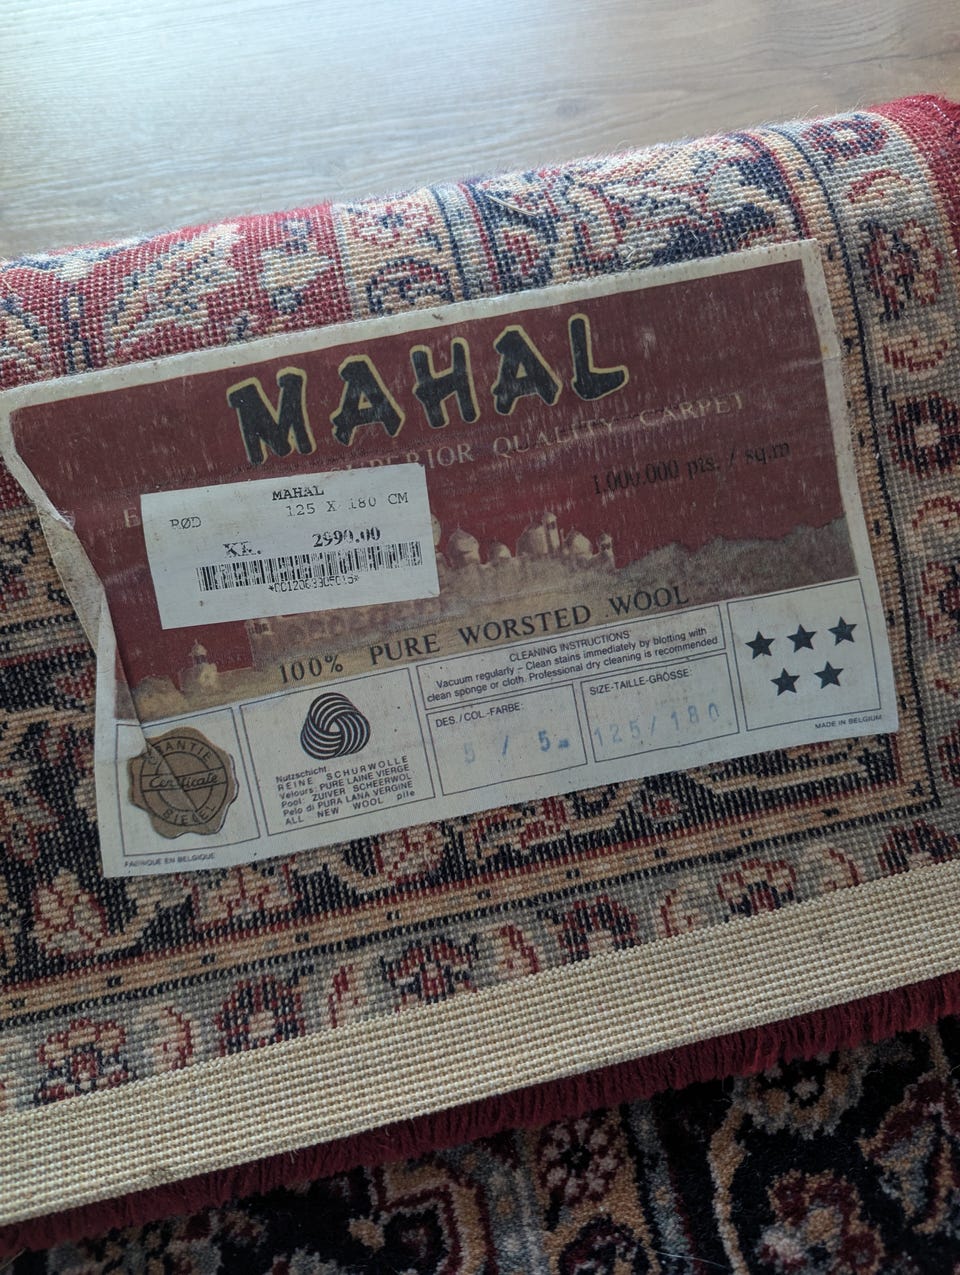 MAHAL
SUPERIOR QUALITY CARPET
1.000.000 pts. / sq.m
MAHAL
RØD 125 X 180 CM
KR. 2990.00
100% PURE WORSTED WOOL
CLEANING INSTRUCTIONS
Vacuum regularly – Clean stains immediately by blotting with
clean sponge or cloth. Professional dry cleaning is recommended
DES./COL.-FARBE:
5 / 5
SIZE-TAILLE-GRÖSSE:
125/180
Nutzschicht:
REINE SCHURWOLLE
Velours: PURE LAINE VIERGE
Pool: ZUIVER SCHEERWOL
Pelo di PURA LANA VERGINE
ALL NEW WOOL pile
Certificate
FABRIQUE EN BELGIQUE
MADE IN BELGIUM